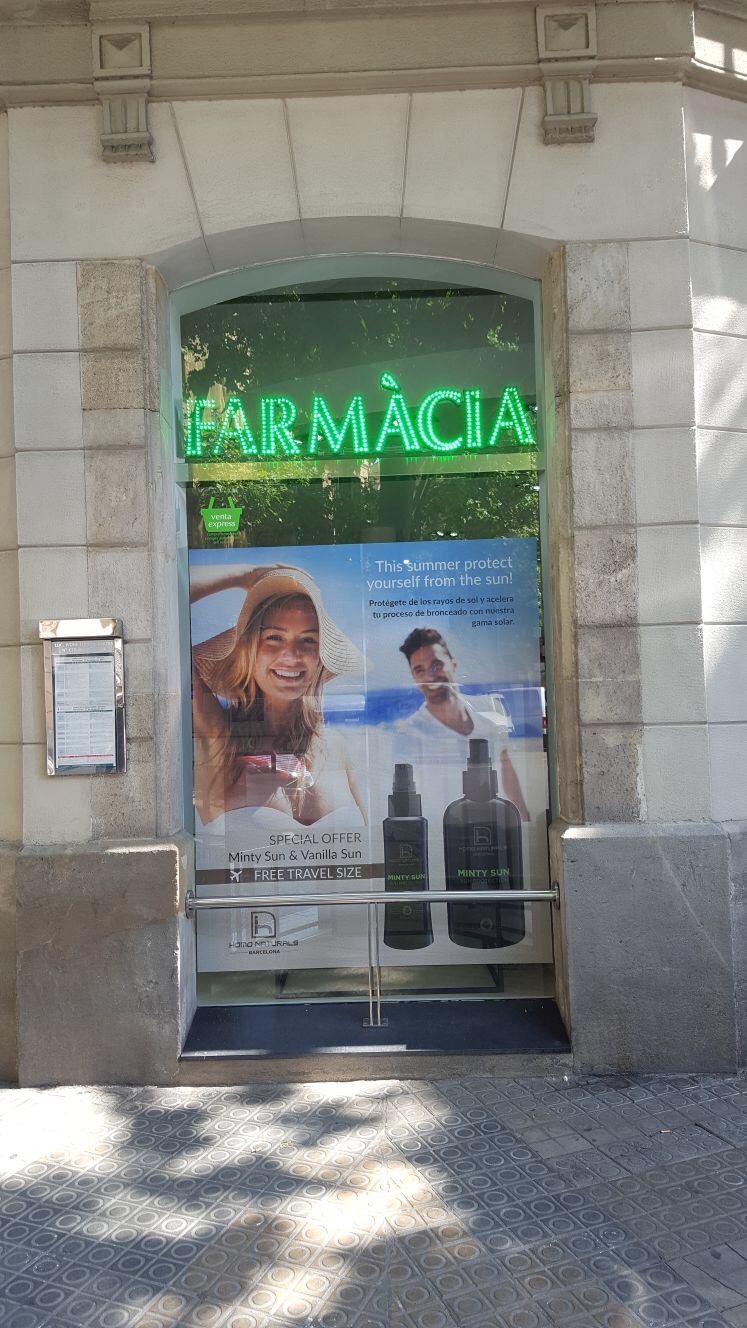 FARMÀCIA
venta
express
This summer protect
yourself from the sun!
Protégete de los rayos de sol y acelera
tu proceso de bronceado con nuestra
gama solar.
SPECIAL OFFER
Minty Sun & Vanilla Sun
FREE TRAVEL SIZE
HOMO NATURALS
BARCELONA
MINTY SUN
HOMO NATURALS
MINTY SUN